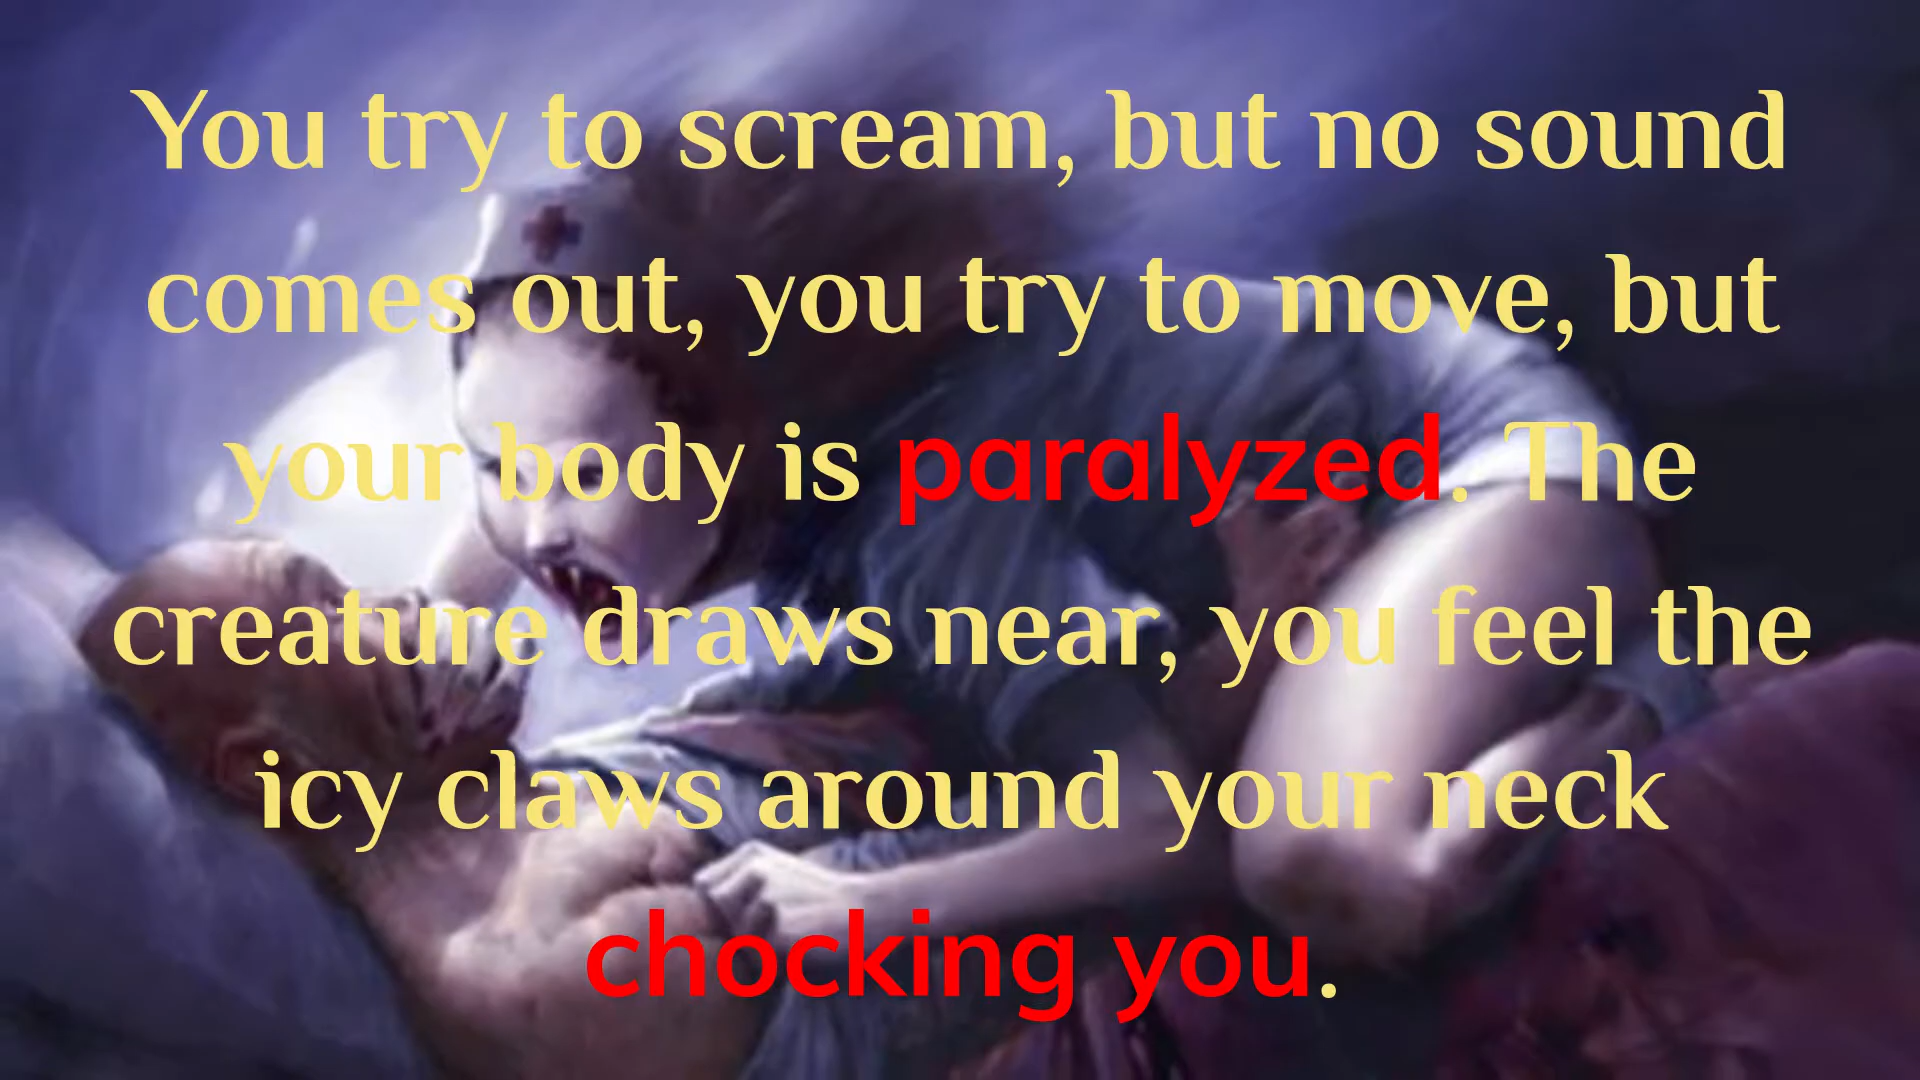 You try to scream, but no sound
comes out, you try to move, but
your body is paralyzed. The
creature draws near, you feel the
icy claws around your neck
chocking you.